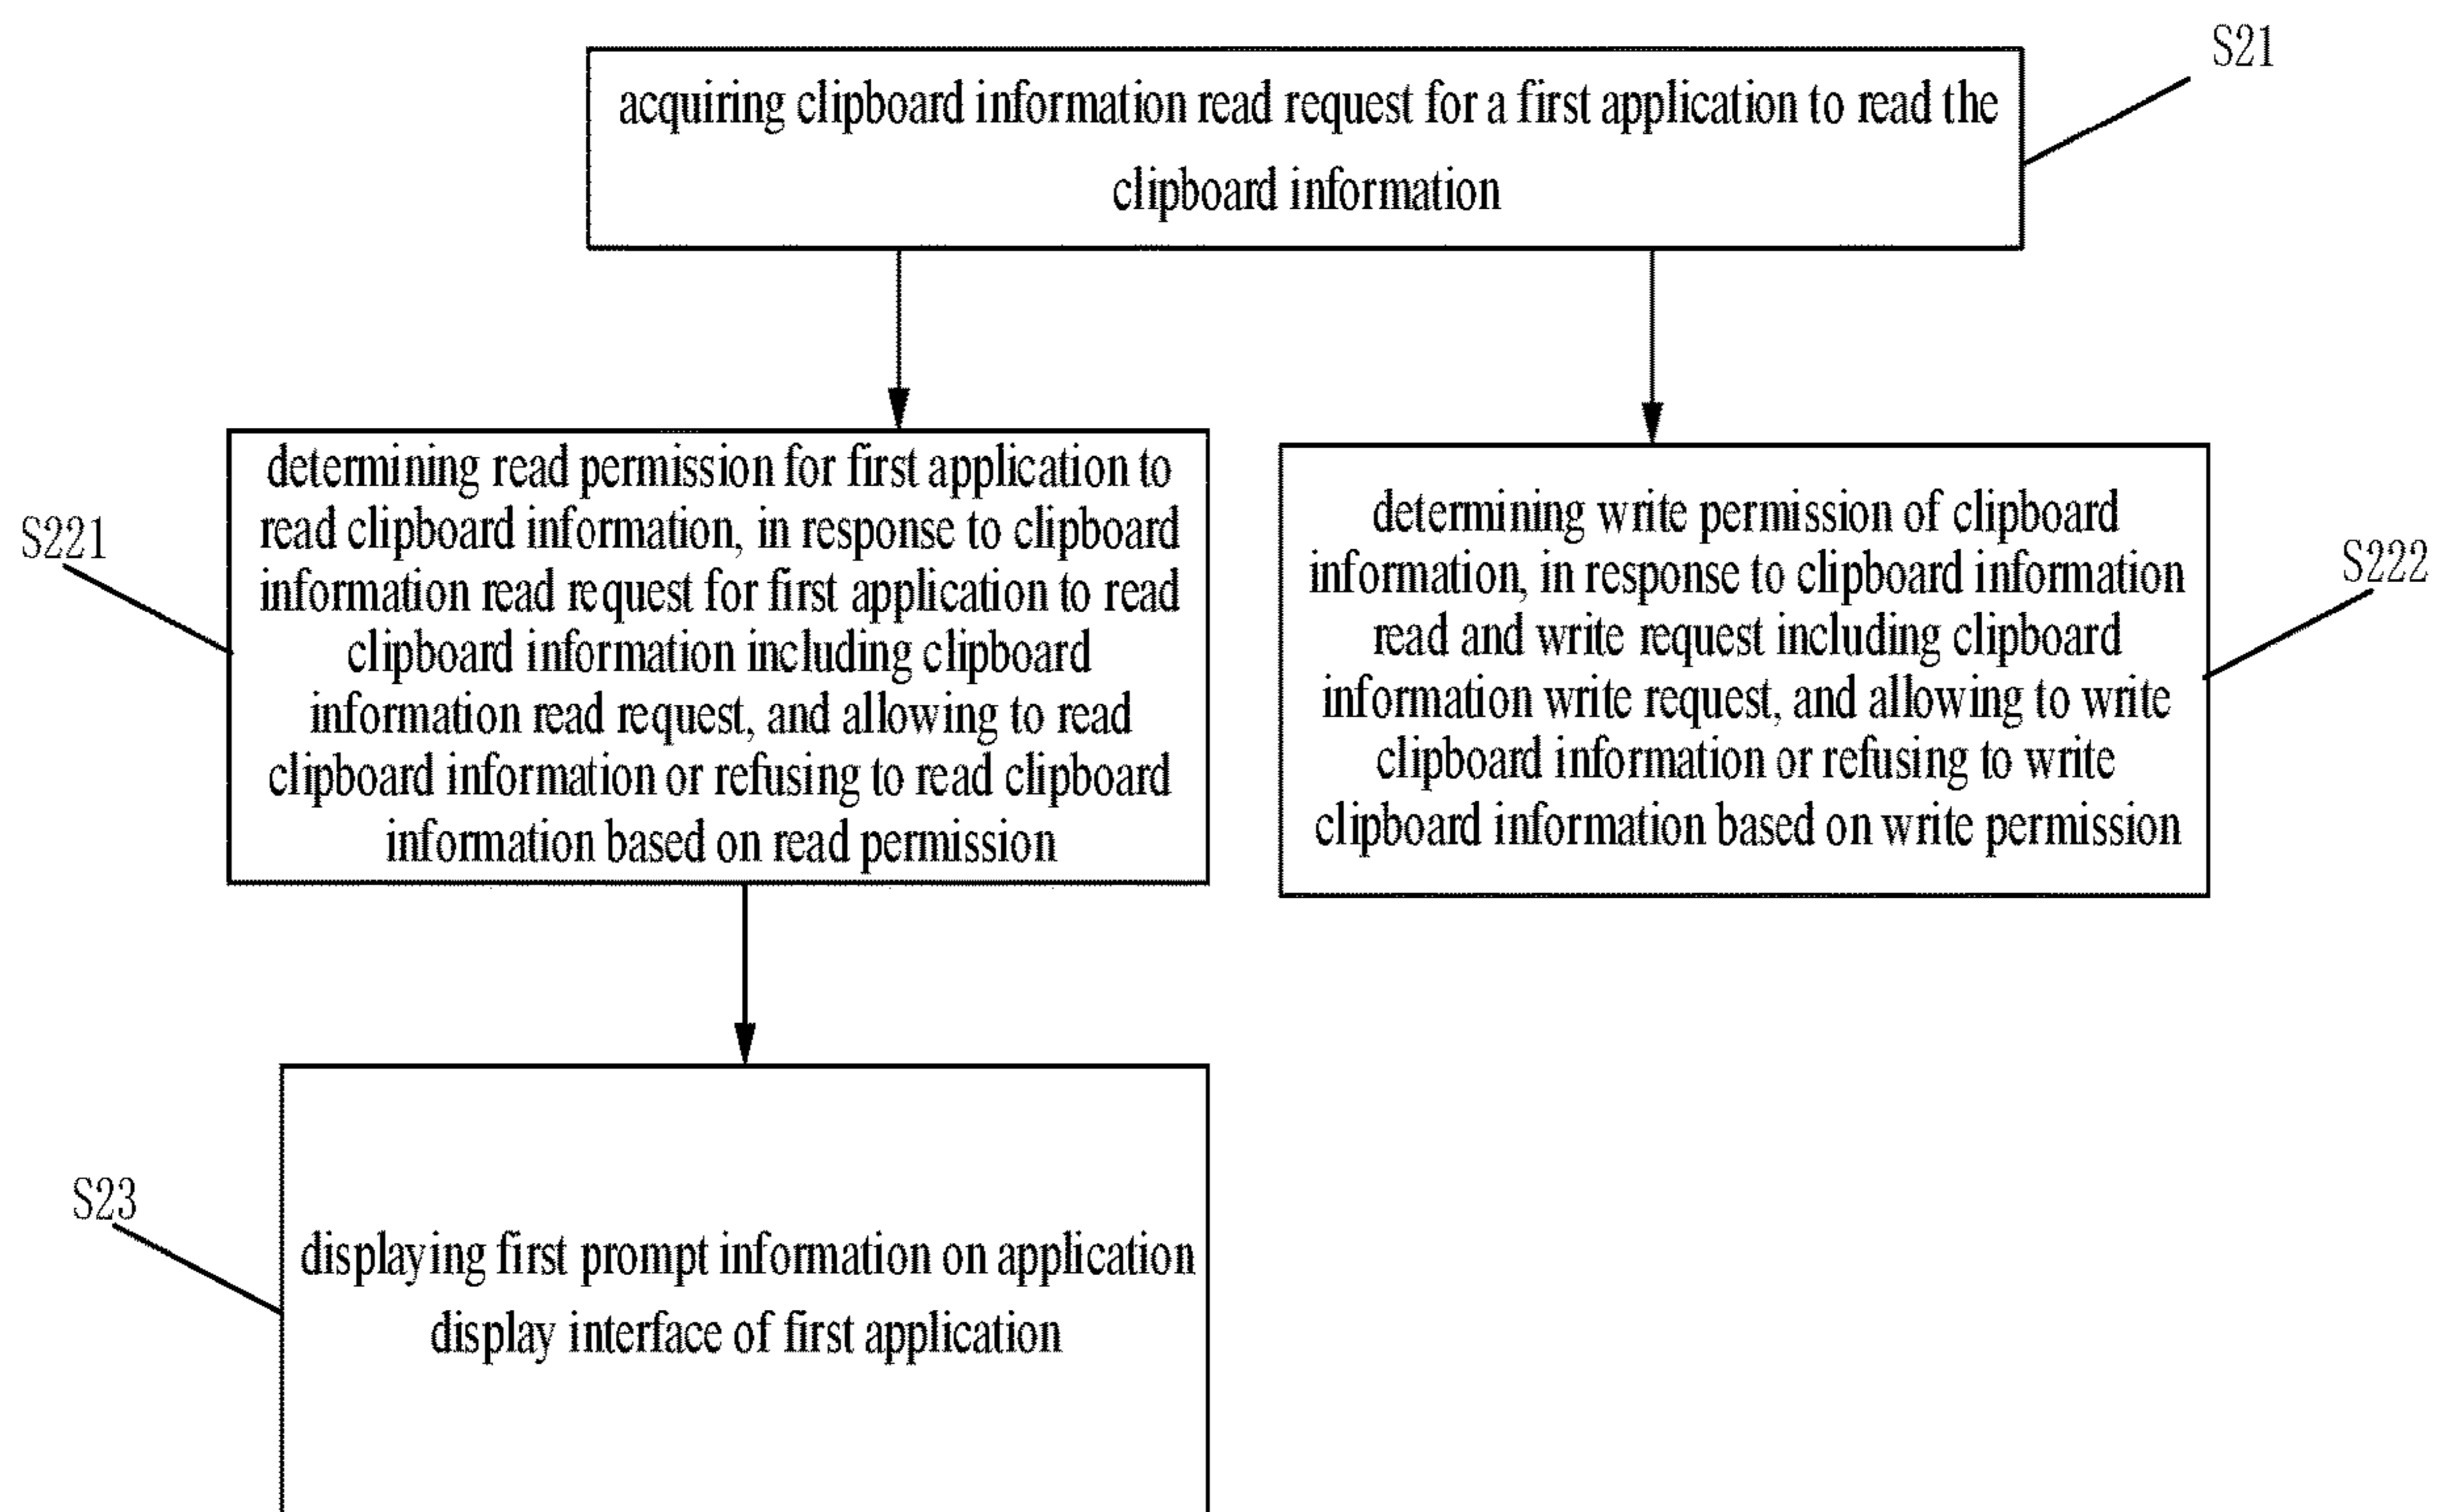 S21
acquiring clipboard information read request for a first application to read the
clipboard information
S221
determining read permission for first application to
read clipboard information, in response to clipboard
information read request for first application to read
clipboard information including clipboard
information read request, and allowing to read
clipboard information or refusing to read clipboard
information based on read permission
determining write permission of clipboard
information, in response to clipboard information
read and write request including clipboard
information write request, and allowing to write
clipboard information or refusing to write
clipboard information based on write permission
S222
S23
displaying first prompt information on application
display interface of first application